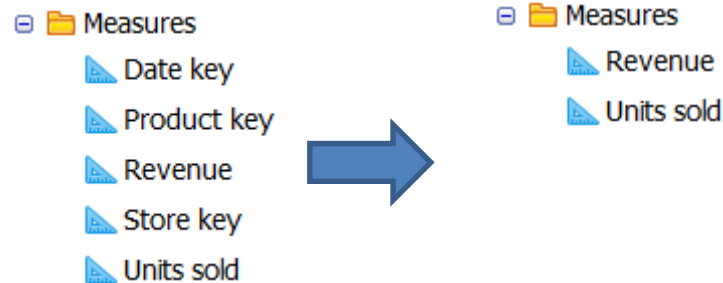 Measures
Date key
Product key
Revenue
Store key
Units sold
Measures
Revenue
Units sold